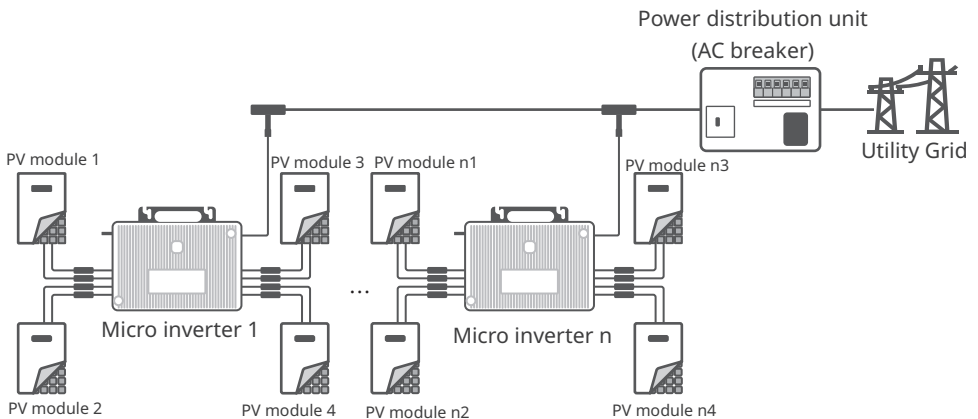 Power distribution unit
(AC breaker)
Utility Grid
PV module 1
PV module 3
PV module n1
PV module n3
...
Micro inverter 1
Micro inverter n
PV module 2
PV module 4
PV module n2
PV module n4